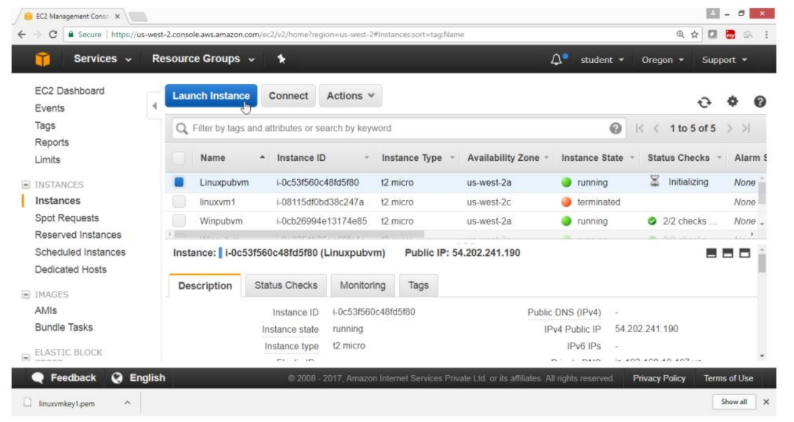 EC2 Management Conso
Secure | https://us-west-2.console.aws.amazon.com/ec2/v2/home?region=us-west-2#Instances:sort=tag:Name
Services Resource Groups student Oregon Support
EC2 Dashboard
Events
Tags
Reports
Limits
INSTANCES
Instances
Spot Requests
Reserved Instances
Scheduled Instances
Dedicated Hosts
IMAGES
AMIs
Bundle Tasks
ELASTIC BLOCK
Launch Instance Connect Actions
Filter by tags and attributes or search by keyword 1 to 5 of 5
Name Instance ID Instance Type Availability Zone Instance State Status Checks Alarm S
Linuxpubvm i-0c53f560c48fd5f80 t2.micro us-west-2a running Initializing None
linuxvm1 i-08115df0bd38c247a t2.micro us-west-2c terminated None
Winpubvm i-0cb26994e13174e85 t2.micro us-west-2a running 2/2 checks ... None
Instance: i-0c53f560c48fd5f80 (Linuxpubvm) Public IP: 54.202.241.190
Description Status Checks Monitoring Tags
Instance ID i-0c53f560c48fd5f80 Public DNS (IPv4) -
Instance state running IPv4 Public IP 54.202.241.190
Instance type t2.micro IPv6 IPs -
Feedback English © 2008 - 2017, Amazon Internet Services Private Ltd. or its affiliates. All rights reserved. Privacy Policy Terms of Use
linuxvmkey1.pem Show all